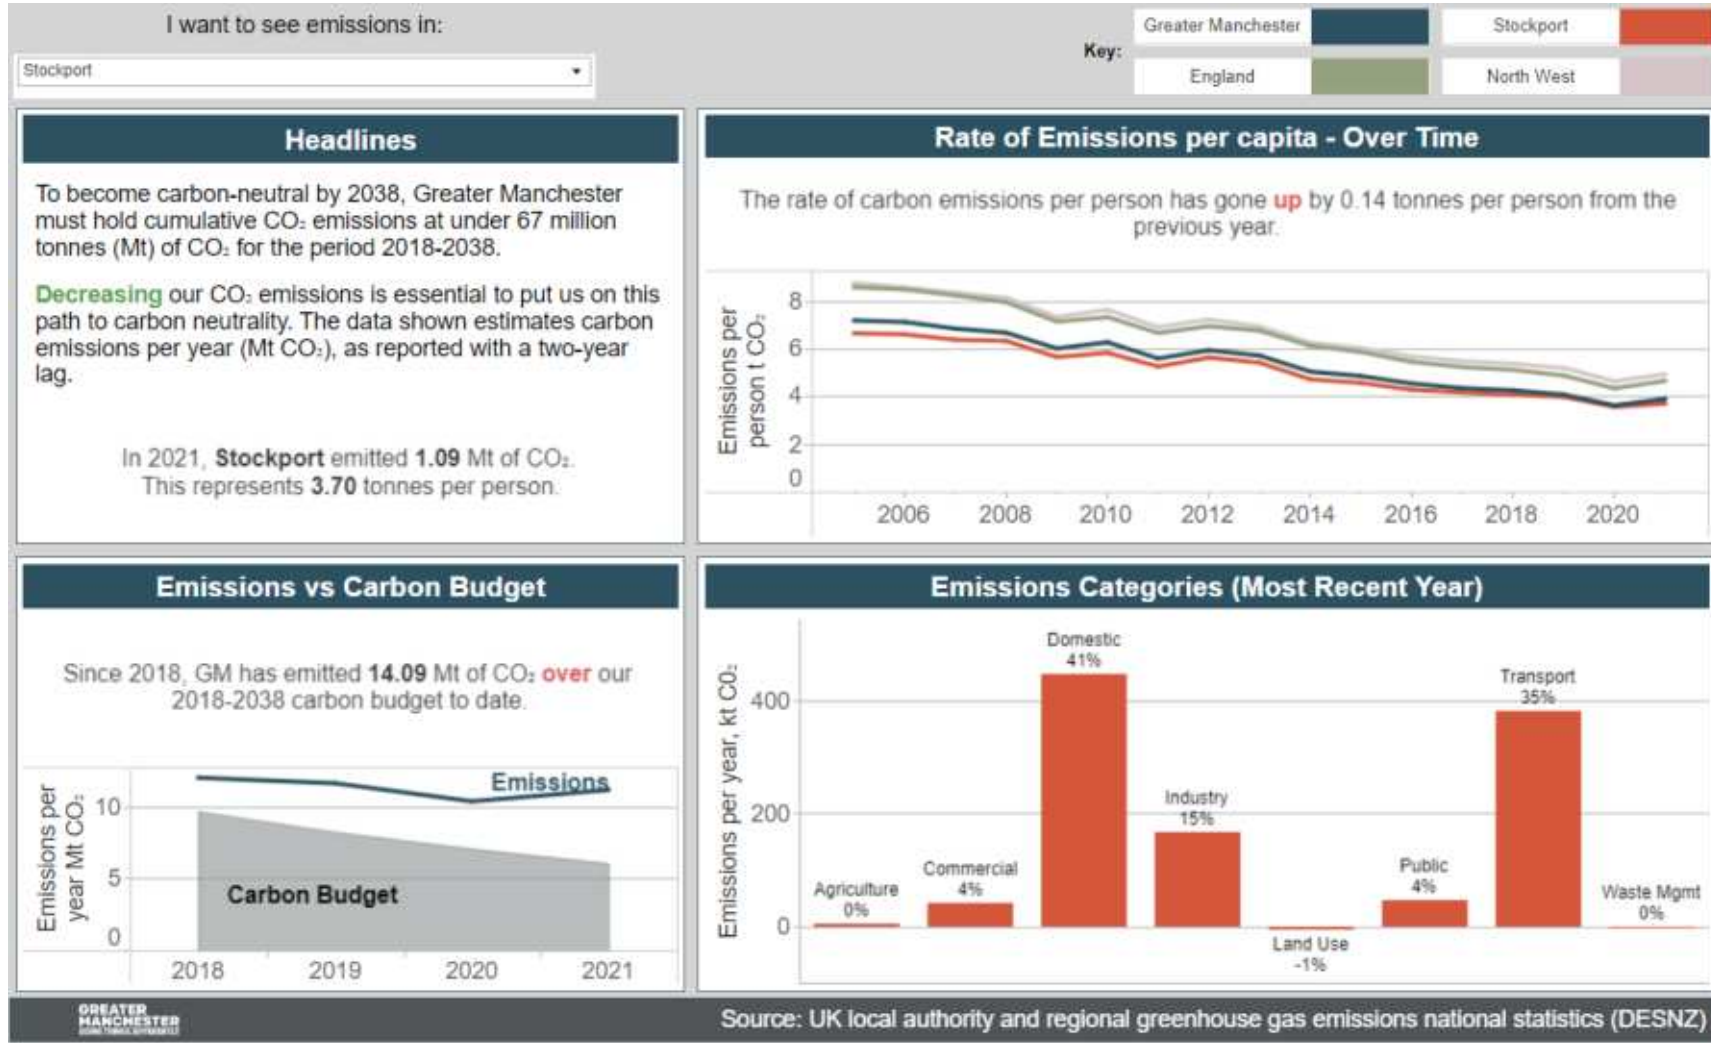 I want to see emissions in:
Stockport
Key:
Greater Manchester
Stockport
England
North West
Headlines
To become carbon-neutral by 2038, Greater Manchester
must hold cumulative CO₂ emissions at under 67 million
tonnes (Mt) of CO₂ for the period 2018-2038.
Decreasing our CO₂ emissions is essential to put us on this
path to carbon neutrality. The data shown estimates carbon
emissions per year (Mt CO₂), as reported with a two-year
lag.
In 2021, Stockport emitted 1.09 Mt of CO₂.
This represents 3.70 tonnes per person.
Rate of Emissions per capita - Over Time
The rate of carbon emissions per person has gone up by 0.14 tonnes per person from the
previous year.
Emissions per
person t CO₂
8
6
4
2
0
2006 2008 2010 2012 2014 2016 2018 2020
Emissions vs Carbon Budget
Since 2018, GM has emitted 14.09 Mt of CO₂ over our
2018-2038 carbon budget to date.
Emissions per
year Mt CO₂
10
5
0
Emissions
Carbon Budget
2018 2019 2020 2021
Emissions Categories (Most Recent Year)
Emissions per year, kt C0₂
400
200
0
Agriculture
0%
Commercial
4%
Domestic
41%
Industry
15%
Land Use
-1%
Public
4%
Transport
35%
Waste Mgmt
0%
GREATER
MANCHESTER
DOING THINGS DIFFERENTLY
Source: UK local authority and regional greenhouse gas emissions national statistics (DESNZ)